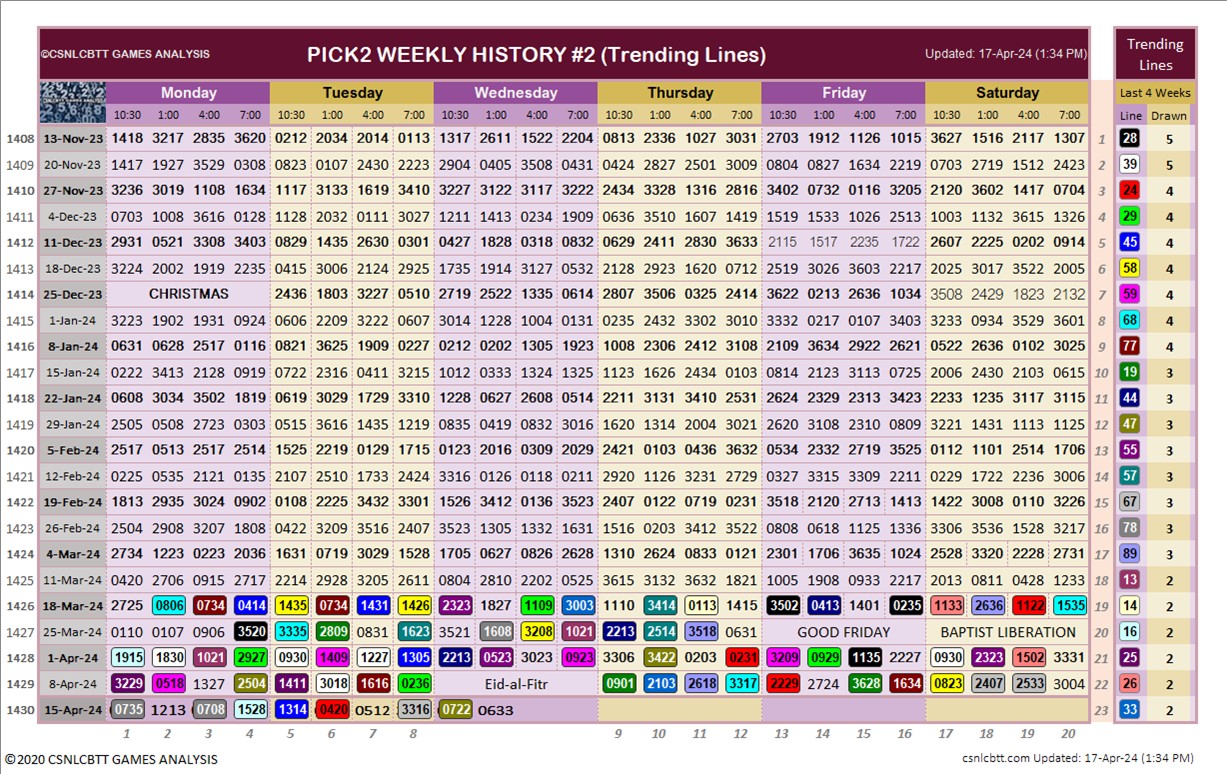 ©CSNLCBTT GAMES ANALYSIS PICK2 WEEKLY HISTORY #2 (Trending Lines) Updated: 17-Apr-24 (1:34 PM) Trending Lines
Monday Tuesday Wednesday Thursday Friday Saturday Last 4 Weeks
10:30 1:00 4:00 7:00 10:30 1:00 4:00 7:00 10:30 1:00 4:00 7:00 10:30 1:00 4:00 7:00 10:30 1:00 4:00 7:00 10:30 1:00 4:00 7:00 Line Drawn
1408 13-Nov-23 1418 3217 2835 3620 0212 2034 2014 0113 1317 2611 1522 2204 0813 2336 1027 3031 2703 1912 1126 1015 3627 1516 2117 1307 1 28 5
1409 20-Nov-23 1417 1927 3529 0308 0823 0107 2430 2223 2904 0405 3508 0431 0424 2827 2501 3009 0804 0827 1634 2219 0703 2719 1512 2423 2 39 5
1410 27-Nov-23 3236 3019 1108 1634 1117 3133 1619 3410 3227 3122 3117 3222 2434 3328 1316 2816 3402 0732 0116 3205 2120 3602 1417 0704 3 24 4
1411 4-Dec-23 0703 1008 3616 0128 1128 2032 0111 3027 1211 1413 0234 1909 0636 3510 1607 1419 1519 1533 1026 2513 1003 1132 3615 1326 4 29 4
1412 11-Dec-23 2931 0521 3308 3403 0829 1435 2630 0301 0427 1828 0318 0832 0629 2411 2830 3633 2115 1517 2235 1722 2607 2225 0202 0914 5 45 4
1413 18-Dec-23 3224 2002 1919 2235 0415 3006 2124 2925 1735 1914 3127 0532 2128 2923 1620 0712 2519 3026 3603 2217 2025 3017 3522 2005 6 58 4
1414 25-Dec-23 CHRISTMAS 2436 1803 3227 0519 2719 2522 1335 0614 2807 3506 0925 2414 3622 0213 2636 1034 3508 2429 1823 2132 7 59 4
1415 1-Jan-24 3223 1902 1931 0924 0606 2209 3222 0607 3014 1228 1004 0131 0235 2432 3302 3010 3332 0217 0107 3403 3233 0934 3529 3601 8 68 4
1416 8-Jan-24 0631 0628 2517 0116 0821 3625 1909 0227 0212 0202 1305 1923 1008 2306 2412 3108 2109 3634 2922 2621 0522 2636 0102 3025 9 77 4
1417 15-Jan-24 0222 3413 2128 0919 0722 2316 0411 3215 1012 0333 1324 1325 1123 1626 2434 0103 0814 2123 3113 0725 2006 2430 2103 0615 10 19 3
1418 22-Jan-24 0608 3034 3502 1819 0619 3029 1729 3310 1228 0627 2608 0514 2211 3131 3410 2531 2624 2329 2313 3423 2233 1235 3117 3115 11 44 3
1419 29-Jan-24 2505 0508 2723 0303 0515 3616 1435 1219 0835 0419 0832 3016 1620 1314 2004 3021 2620 3108 2310 0809 3221 1431 1113 1125 12 47 3
1420 5-Feb-24 2517 0513 2517 2514 1525 2219 0129 1715 0123 2016 0309 2029 2421 0103 0436 3632 0534 2332 2719 3525 0112 1101 2514 1706 13 55 3
1421 12-Feb-24 0225 0535 2121 0135 2107 2510 1733 2424 3316 0126 0118 0211 2920 1126 3131 2729 0527 3315 3309 2211 0229 1722 2236 3006 14 57 3
1422 19-Feb-24 1813 2935 3024 0902 0108 2225 3432 3301 1526 3412 0136 3523 2407 0122 0719 0231 3518 2120 2713 1413 1422 3008 0110 3226 15 67 3
1423 26-Feb-24 2504 2908 3207 1808 0422 3209 3516 2407 3523 1305 1332 1631 1516 0203 3412 3522 0808 0618 1125 1336 3306 3536 1528 3217 16 78 3
1424 4-Mar-24 2734 1223 0223 2036 1631 0719 3029 1528 1705 0627 0826 2628 1310 2624 0833 0121 2301 1706 3635 1024 2528 3320 2228 2731 17 89 3
1425 11-Mar-24 0420 2706 0915 2717 2214 2928 3205 2611 0804 2810 2202 0525 3615 3132 3632 1821 1005 1908 0933 2217 2013 0811 0428 1233 18 13 2
1426 18-Mar-24 2725 0806 0734 0414 1435 0734 1431 1426 2323 1827 1109 3003 1110 3414 0113 1415 3502 0413 1401 0235 1133 2636 1122 1535 19 14 2
1427 25-Mar-24 0110 0107 0906 3520 3335 2809 0831 1623 3521 1608 3208 1021 2213 2514 3518 0631 GOOD FRIDAY BAPTIST LIBERATION 20 16 2
1428 1-Apr-24 1915 1830 1021 2927 0930 1409 1227 1305 2213 0523 3023 0923 3306 3422 0203 0231 3209 0929 1135 2227 0930 2323 1502 3331 21 25 2
1429 8-Apr-24 3229 0518 1327 2504 1411 3018 1616 0236 Eid-al-Fitr 0901 2103 2618 3317 2229 2724 3628 1634 0823 2407 2533 3004 22 26 2
1430 15-Apr-24 0735 1213 0708 1528 1314 0420 0512 3316 0722 0633 23 33 2
1 2 3 4 5 6 7 8 9 10 11 12 13 14 15 16 17 18 19 20
©2020 CSNLCBTT GAMES ANALYSIS csnlcbtt.com Updated: 17-Apr-24 (1:34 PM)